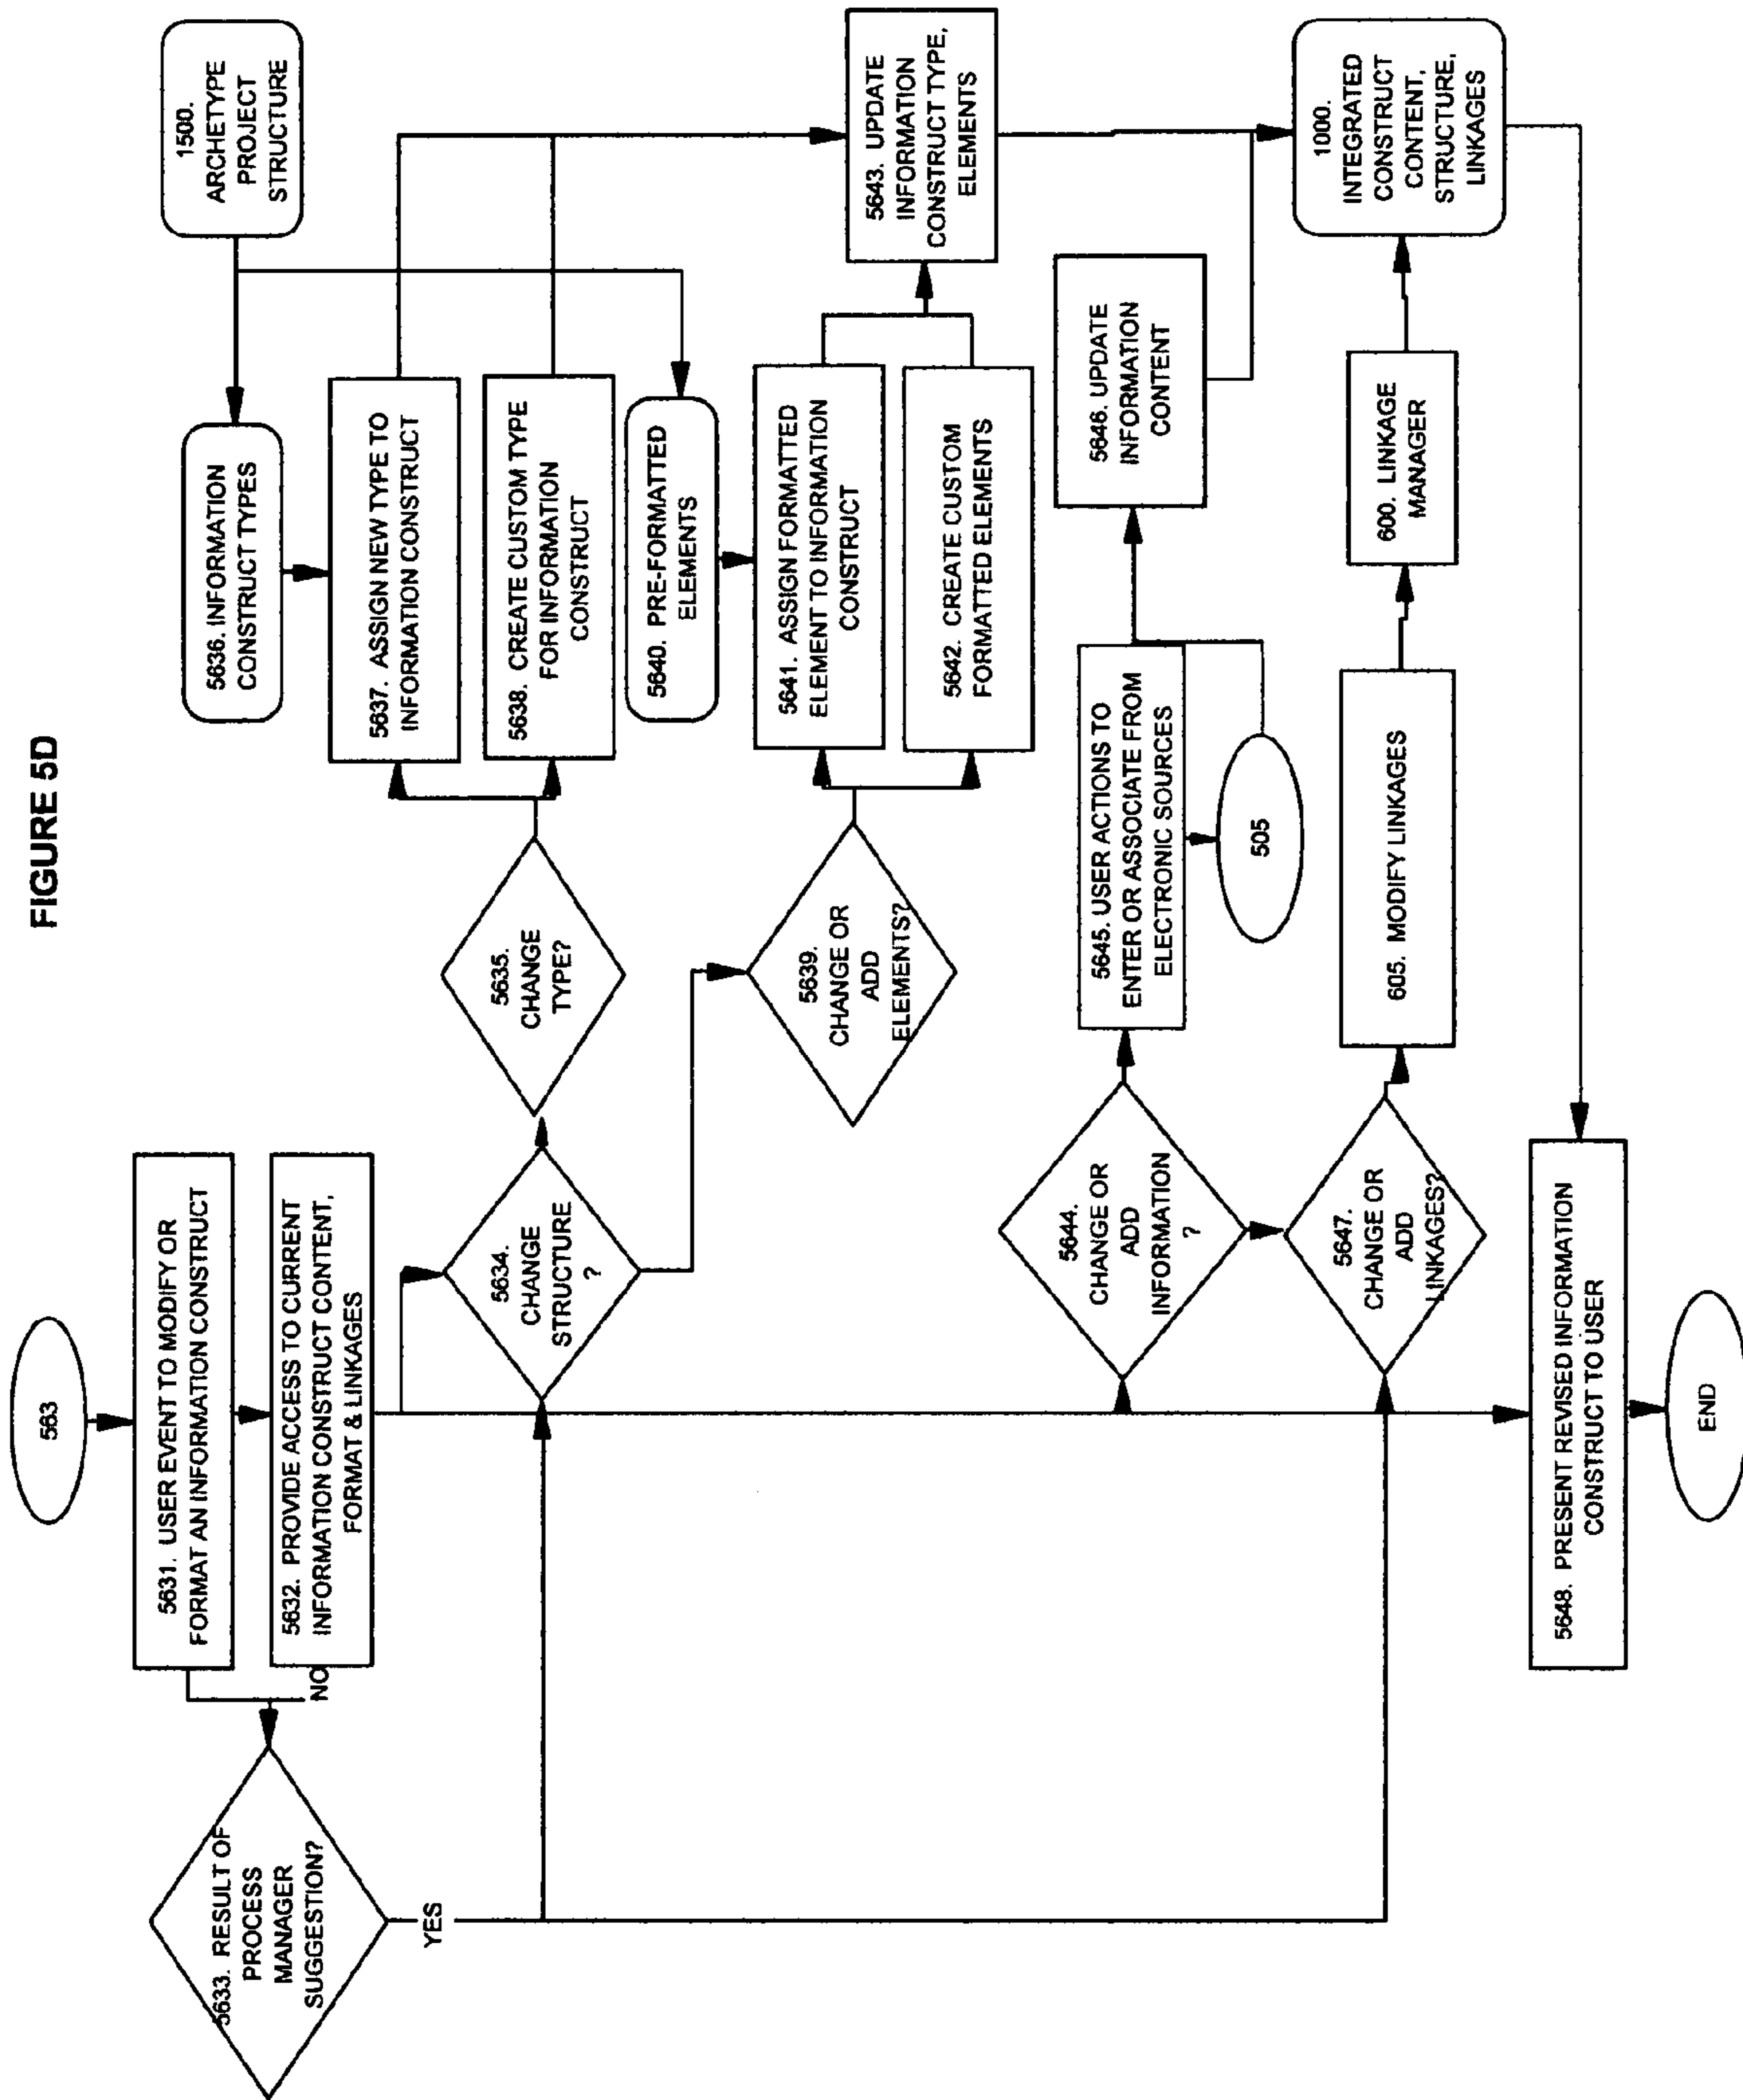 FIGURE 5D
563
5631. USER EVENT TO MODIFY OR
FORMAT AN INFORMATION CONSTRUCT
5632. PROVIDE ACCESS TO CURRENT
INFORMATION CONSTRUCT CONTENT,
FORMAT & LINKAGES
NO
5633. RESULT OF
PROCESS
MANAGER
SUGGESTION?
YES
5634.
CHANGE
STRUCTURE
?
5635.
CHANGE
TYPE?
1500.
ARCHETYPE
PROJECT
STRUCTURE
5636. INFORMATION
CONSTRUCT TYPES
5637. ASSIGN NEW TYPE TO
INFORMATION CONSTRUCT
5638. CREATE CUSTOM TYPE
FOR INFORMATION
CONSTRUCT
5639.
CHANGE OR
ADD
ELEMENTS?
5640. PRE-FORMATTED
ELEMENTS
5641. ASSIGN FORMATTED
ELEMENT TO INFORMATION
CONSTRUCT
5642. CREATE CUSTOM
FORMATTED ELEMENTS
5643. UPDATE
INFORMATION
CONSTRUCT TYPE,
ELEMENTS
5644.
CHANGE OR
ADD
INFORMATION
?
5645. USER ACTIONS TO
ENTER OR ASSOCIATE FROM
ELECTRONIC SOURCES
505
5646. UPDATE
INFORMATION
CONTENT
5647.
CHANGE OR
ADD
LINKAGES?
605. MODIFY LINKAGES
600. LINKAGE
MANAGER
1000.
INTEGRATED
CONSTRUCT
CONTENT,
STRUCTURE,
LINKAGES
5648. PRESENT REVISED INFORMATION
CONSTRUCT TO USER
END